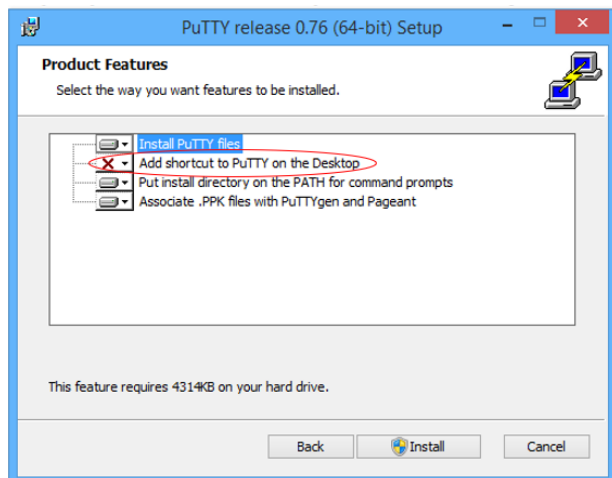 PuTTY release 0.76 (64-bit) Setup
Product Features
Select the way you want features to be installed.
Install PuTTY files
Add shortcut to PuTTY on the Desktop
Put install directory on the PATH for command prompts
Associate .PPK files with PuTTYgen and Pageant
This feature requires 4314KB on your hard drive.
Back
Install
Cancel